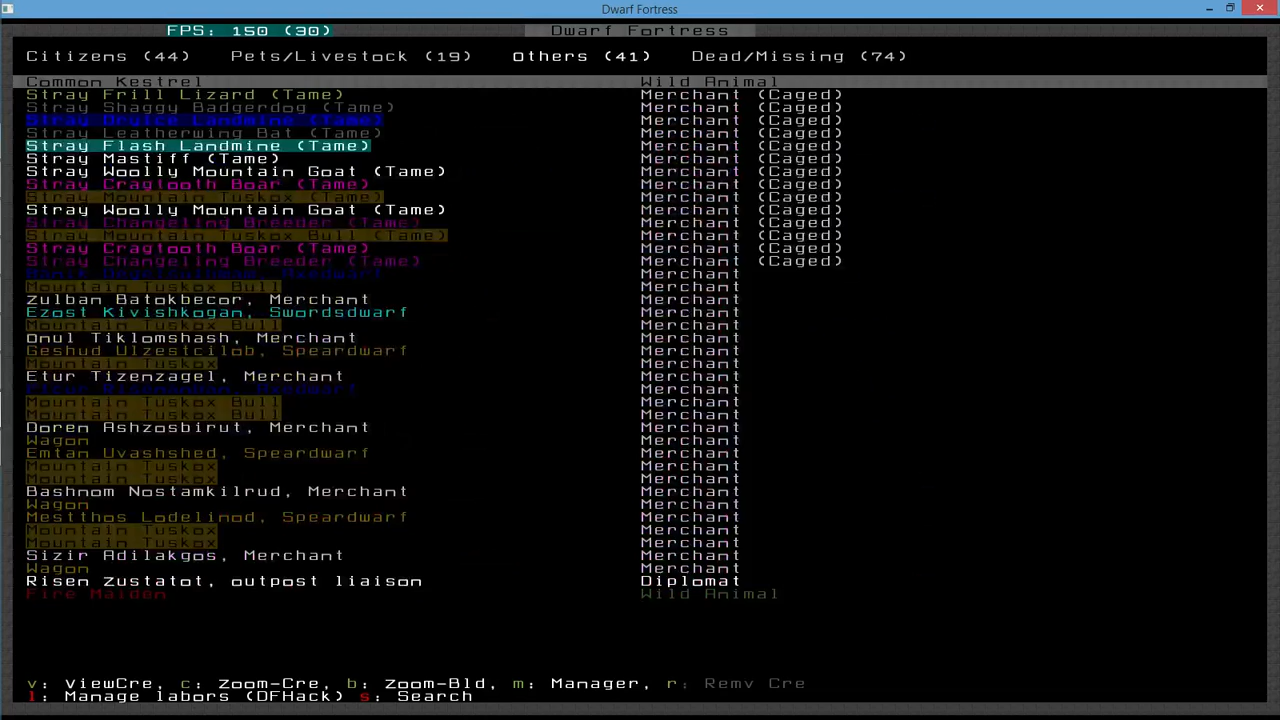 Dwarf Fortress
FPS: 150 (30) Dwarf Fortress
Citizens (44) Pets/Livestock (19) Others (41) Dead/Missing (74)
Common Kestrel Wild Animal
Stray Frill Lizard (Tame) Merchant (Caged)
Stray Shaggy Badgerdog (Tame) Merchant (Caged)
Stray Dryice Landmine (Tame) Merchant (Caged)
Stray Leatherwing Bat (Tame) Merchant (Caged)
Stray Flash Landmine (Tame) Merchant (Caged)
Stray Mastiff (Tame) Merchant (Caged)
Stray Woolly Mountain Goat (Tame) Merchant (Caged)
Stray Cragtooth Boar (Tame) Merchant (Caged)
Stray Mountain Tuskox (Tame) Merchant (Caged)
Stray Woolly Mountain Goat (Tame) Merchant (Caged)
Stray Changeling Breeder (Tame) Merchant (Caged)
Stray Mountain Tuskox Bull (Tame) Merchant (Caged)
Stray Cragtooth Boar (Tame) Merchant (Caged)
Stray Changeling Breeder (Tame) Merchant (Caged)
Axedwarf Merchant
Mountain Tuskox Bull Merchant
Zulban Batokbecor, Merchant Merchant
Ezost Kivishkogan, Swordsdwarf Merchant
Mountain Tuskox Bull Merchant
Onul Tiklomshash, Merchant Merchant
Geshud Ulzestcilob, Speardwarf Merchant
Mountain Tuskox Merchant
Etur Tizenzagel, Merchant Merchant
Axedwarf Merchant
Mountain Tuskox Bull Merchant
Mountain Tuskox Bull Merchant
Doren Ashzosbirut, Merchant Merchant
Wagon Merchant
Emtan Uvashshed, Speardwarf Merchant
Mountain Tuskox Merchant
Mountain Tuskox Merchant
Bashnom Nostamkilrud, Merchant Merchant
Wagon Merchant
Mestthos Lodelinod, Speardwarf Merchant
Mountain Tuskox Merchant
Mountain Tuskox Merchant
Sizir Adilakgos, Merchant Merchant
Wagon Merchant
Risen Zustatot, outpost liaison Diplomat
Fire Maiden Wild Animal
v: ViewCre, c: Zoom-Cre, b: Zoom-Bld, m: Manager, r: Remv Cre
l: Manage labors (DFHack) s: Search